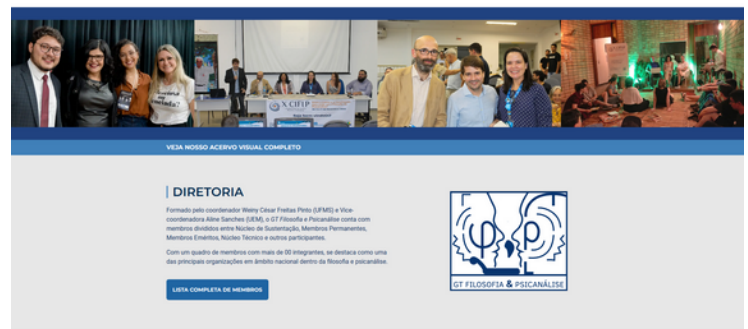 X CIFIP
VEJA NOSSO ACERVO VISUAL COMPLETO
DIRETORIA
Formado pelo coordenador Weiny César Freitas Pinto (UFMS) e Vice-
coordenadora Aline Sanches (UEM), o GT Filosofia e Psicanálise conta com
membros divididos entre Núcleo de Sustentação, Membros Permanentes,
Membros Eméritos, Núcleo Técnico e outros participantes.
Com um quadro de membros com mais de 00 integrantes, se destaca como uma
das principais organizações em âmbito nacional dentro da filosofia e psicanálise.
LISTA COMPLETA DE MEMBROS
GT FILOSOFIA & PSICANÁLISE